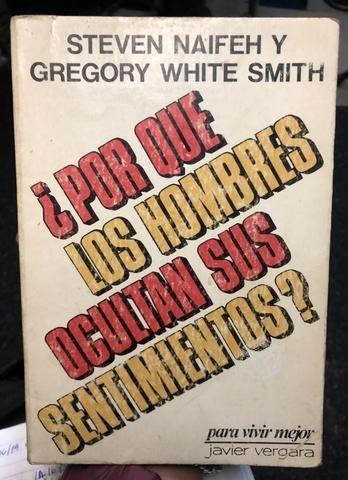 STEVEN NAIFEH Y
GREGORY WHITE SMITH
¿POR QUE
LOS HOMBRES
OCULTAN SUS
SENTIMIENTOS?
para vivir mejor
javier vergara